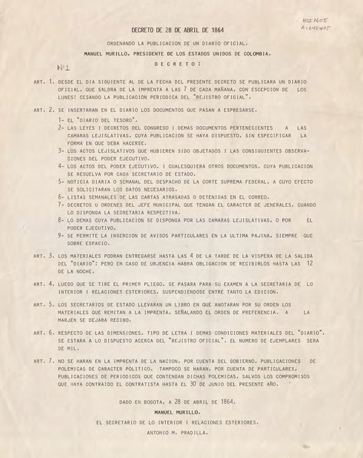 DECRETO DE 28 DE ABRIL DE 1864
ORDENANDO LA PUBLICACION DE UN DIARIO OFICIAL.
MANUEL MURILLO, PRESIDENTE DE LOS ESTADOS UNIDOS DE COLOMBIA.
D E C R E T O :
ART. 1. DESDE EL DIA SIGUIENTE AL DE LA FECHA DEL PRESENTE DECRETO SE PUBLICARA UN DIARIO
OFICIAL, QUE SALDRA DE LA IMPRENTA A LAS 7 DE CADA MAÑANA, CON ESCEPCION DE LOS
LUNES; CESANDO LA PUBLICACION PERIODICA DEL "REJISTRO OFICIAL".
ART. 2. SE INSERTARAN EN EL DIARIO LOS DOCUMENTOS QUE PASAN A ESPRESARSE.
1- EL "DIARIO DEL TESORO".
2- LAS LEYES I DECRETOS DEL CONGRESO I DEMAS DOCUMENTOS PERTENECIENTES A LAS
CAMARAS LEJISLATIVAS, CUYA PUBLICACION SE HAYA DISPUESTO, SIN ESPECIFICAR LA
FORMA EN QUE DEBA HACERSE.
3- LOS ACTOS LEJISLATIVOS QUE HUBIEREN SIDO OBJETADOS I LAS CONSIGUIENTES OBSERVA-
CIONES DEL PODER EJECUTIVO.
4- LOS ACTOS DEL PODER EJECUTIVO, I CUALESQUIERA OTROS DOCUMENTOS, CUYA PUBLICACION
SE RESUELVA POR CADA SECRETARIO DE ESTADO.
5- NOTICIA DIARIA O SEMANAL DEL DESPACHO DE LA CORTE SUPREMA FEDERAL, A CUYO EFECTO
SE SOLICITARAN LOS DATOS NECESARIOS.
6- LISTAS SEMANALES DE LAS CARTAS ATRASADAS O DETENIDAS EN EL CORREO.
7- DECRETOS U ORDENES DEL JEFE MUNICIPAL QUE TENGAN EL CARACTER DE JENERALES, CUANDO
LO DISPONGA LA SECRETARIA RESPECTIVA.
8- LO DEMAS CUYA PUBLICACION SE DISPONGA POR LAS CAMARAS LEJISLATIVAS, O POR EL
PODER EJECUTIVO.
9- SE PERMITE LA INSERCION DE AVISOS PARTICULARES EN LA ULTIMA PAJINA, SIEMPRE QUE
SOBRE ESPACIO.
ART. 3. LOS MATERIALES PODRAN ENTREGARSE HASTA LAS 4 DE LA TARDE DE LA VISPERA DE LA SALIDA
DEL "DIARIO"; PERO EN CASO DE URJENCIA HABRA OBLIGACION DE RECIBIRLOS HASTA LAS 12
DE LA NOCHE.
ART. 4. LUEGO QUE SE TIRE EL PRIMER PLIEGO, SE PASARA PARA SU EXAMEN A LA SECRETARIA DE LO
INTERIOR I RELACIONES ESTERIORES, SUSPENDIENDOSE ENTRE TANTO LA EDICION.
ART. 5. LOS SECRETARIOS DE ESTADO LLEVARAN UN LIBRO EN QUE ANOTARAN POR SU ORDEN LOS
MATERIALES QUE REMITAN A LA IMPRENTA, SEÑALANDO EL ORDEN DE PREFERENCIA. A LA
MARJEN SE DEJARA RECIBO.
ART. 6. RESPECTO DE LAS DIMENSIONES, TIPO DE LETRA I DEMAS CONDICIONES MATERIALES DEL "DIARIO",
SE ESTARA A LO DISPUESTO ACERCA DEL "REJISTRO OFICIAL". EL NUMERO DE EJEMPLARES SERA
DE MIL.
ART. 7. NO SE HARAN EN LA IMPRENTA DE LA NACION, POR CUENTA DEL GOBIERNO, PUBLICACIONES DE
POLEMICAS DE CARACTER POLITICO. TAMPOCO SE HARAN, POR CUENTA DE PARTICULARES,
PUBLICACIONES DE PERIODICOS QUE CONTENGAN DICHAS POLEMICAS, SALVOS LOS COMPROMISOS
QUE HAYA CONTRAIDO EL CONTRATISTA HASTA EL 30 DE JUNIO DEL PRESENTE AÑO.
DADO EN BOGOTA, A 28 DE ABRIL DE 1864.
MANUEL MURILLO.
EL SECRETARIO DE LO INTERIOR I RELACIONES ESTERIORES,
ANTONIO M. PRADILLA.